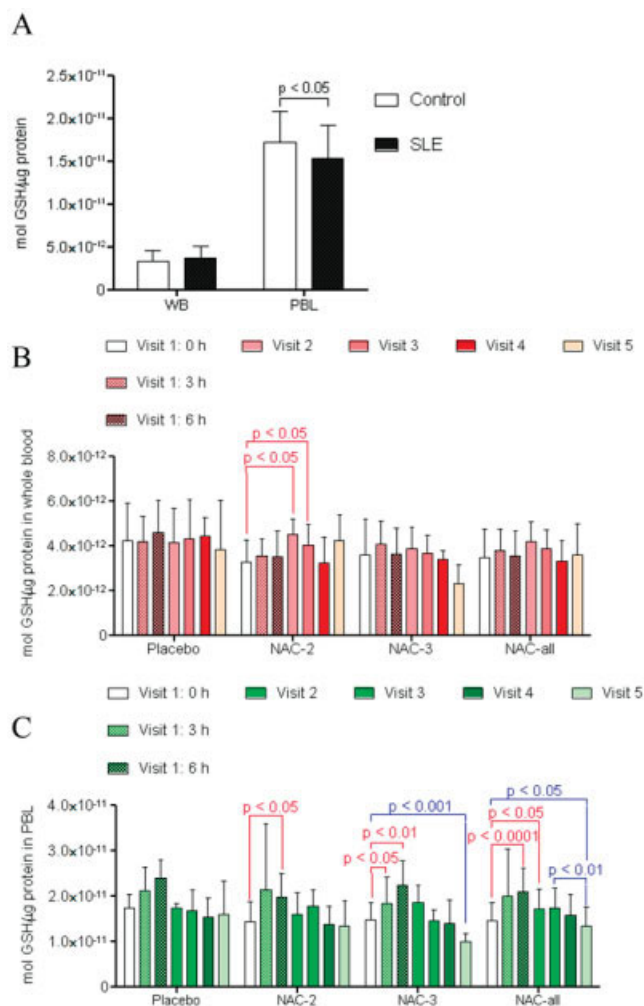 A
mol GSH/µg protein
2.5×10⁻¹¹
2.0×10⁻¹¹
1.5×10⁻¹¹
1.0×10⁻¹¹
5.0×10⁻¹²
0
p < 0.05
Control
SLE
WB PBL
Visit 1: 0 h Visit 2 Visit 3 Visit 4 Visit 5
B
Visit 1: 3 h
Visit 1: 6 h
mol GSH/µg protein in whole blood
8.0×10⁻¹²
6.0×10⁻¹²
4.0×10⁻¹²
2.0×10⁻¹²
0
p < 0.05
p < 0.05
Placebo NAC-2 NAC-3 NAC-all
Visit 1: 0 h Visit 2 Visit 3 Visit 4 Visit 5
C
Visit 1: 3 h
Visit 1: 6 h
mol GSH/µg protein in PBL
4.0×10⁻¹¹
3.0×10⁻¹¹
2.0×10⁻¹¹
1.0×10⁻¹¹
0
p < 0.05
p < 0.001
p < 0.01
p < 0.05
p < 0.05
p < 0.05
p < 0.0001
p < 0.01
Placebo NAC-2 NAC-3 NAC-all